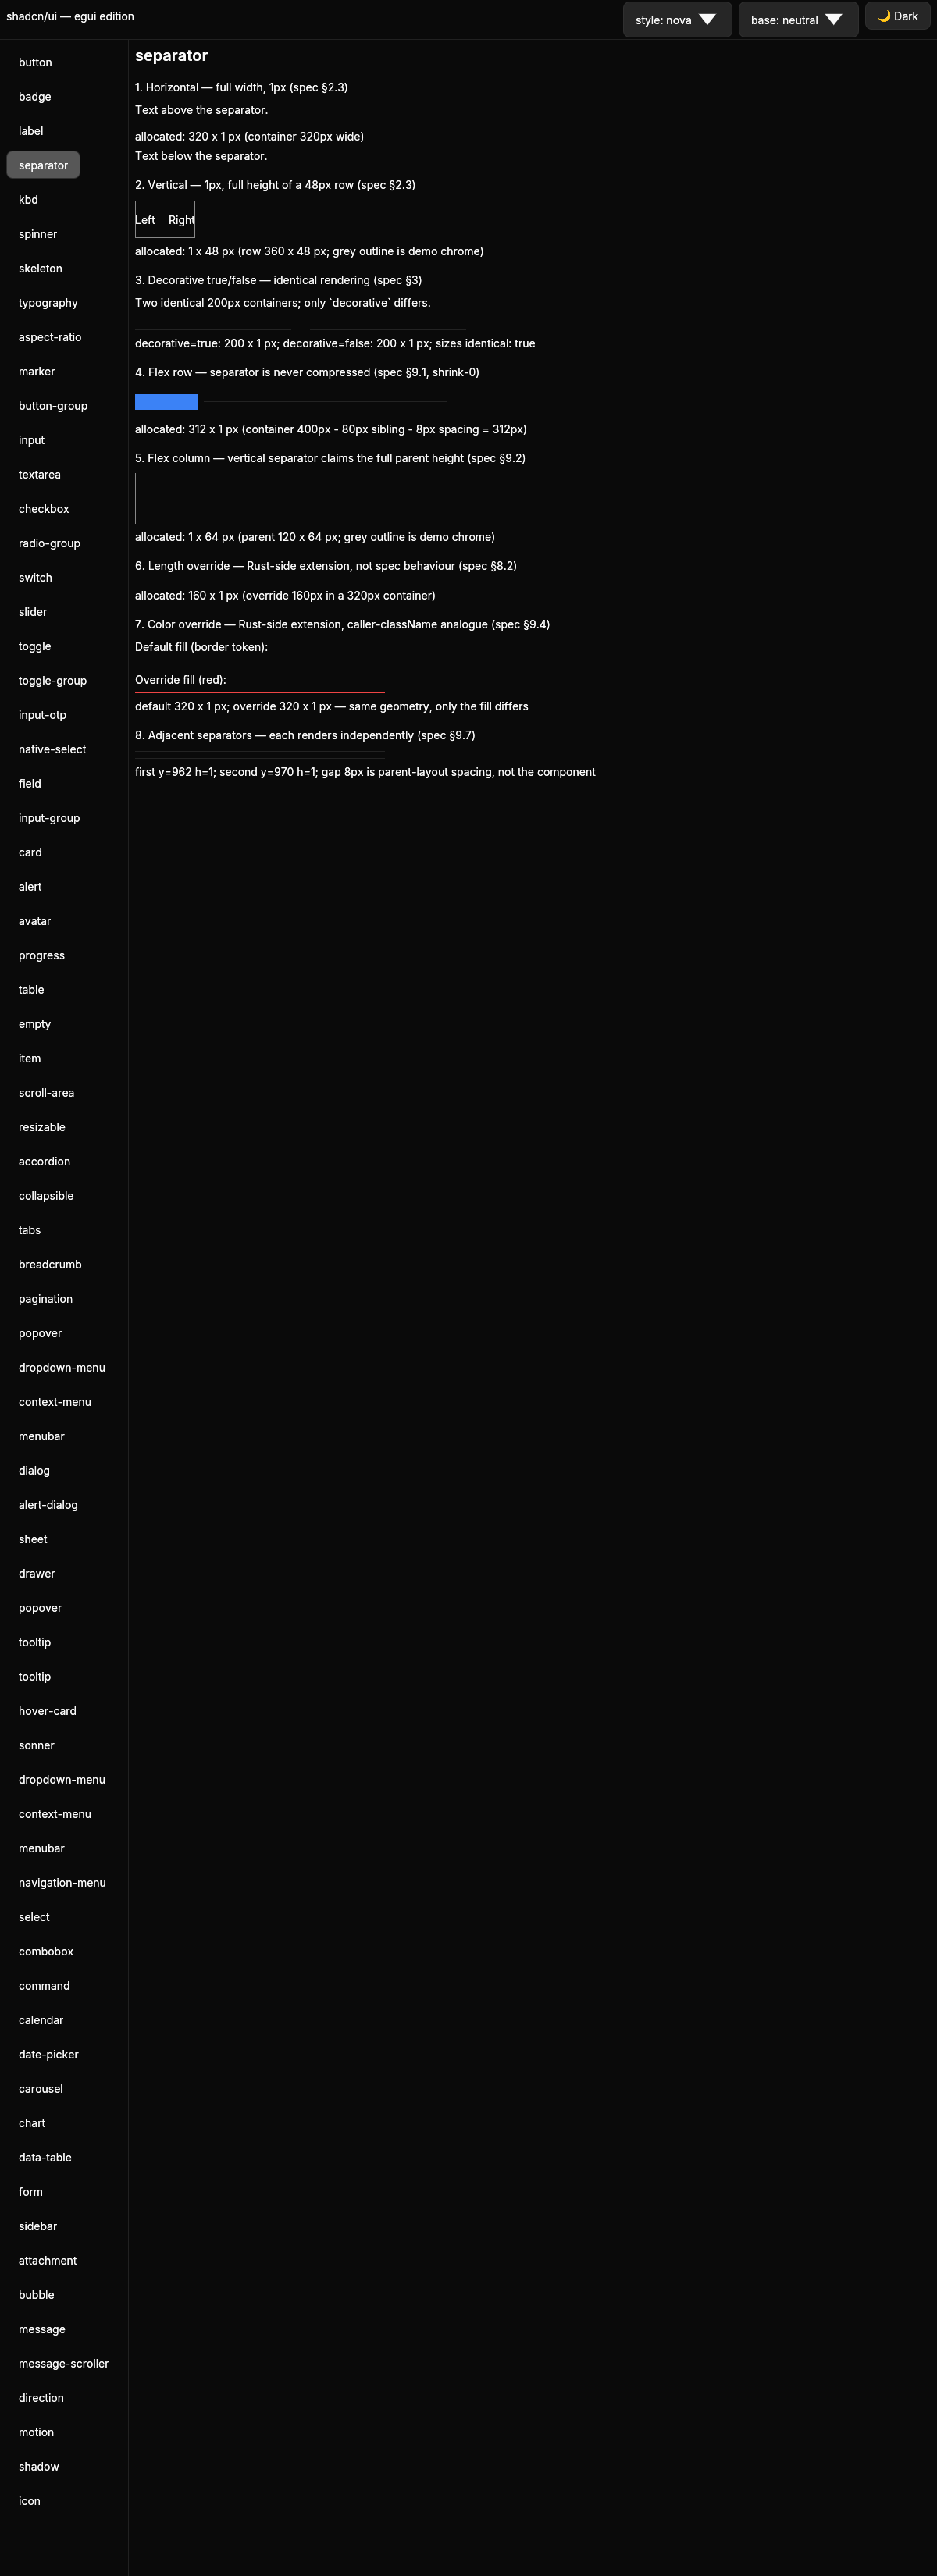 shadcn/ui — egui edition
style: nova
base: neutral
🌙 Dark
button
badge
label
separator
kbd
spinner
skeleton
typography
aspect-ratio
marker
button-group
input
textarea
checkbox
radio-group
switch
slider
toggle
toggle-group
input-otp
native-select
field
input-group
card
alert
avatar
progress
table
empty
item
scroll-area
resizable
accordion
collapsible
tabs
breadcrumb
pagination
popover
dropdown-menu
context-menu
menubar
dialog
alert-dialog
sheet
drawer
popover
tooltip
tooltip
hover-card
sonner
dropdown-menu
context-menu
menubar
navigation-menu
select
combobox
command
calendar
date-picker
carousel
chart
data-table
form
sidebar
attachment
bubble
message
message-scroller
direction
motion
shadow
icon
separator
1. Horizontal — full width, 1px (spec §2.3)
Text above the separator.
allocated: 320 x 1 px (container 320px wide)
Text below the separator.
2. Vertical — 1px, full height of a 48px row (spec §2.3)
Left
Right
allocated: 1 x 48 px (row 360 x 48 px; grey outline is demo chrome)
3. Decorative true/false — identical rendering (spec §3)
Two identical 200px containers; only `decorative` differs.
decorative=true: 200 x 1 px; decorative=false: 200 x 1 px; sizes identical: true
4. Flex row — separator is never compressed (spec §9.1, shrink-0)
allocated: 312 x 1 px (container 400px - 80px sibling - 8px spacing = 312px)
5. Flex column — vertical separator claims the full parent height (spec §9.2)
allocated: 1 x 64 px (parent 120 x 64 px; grey outline is demo chrome)
6. Length override — Rust-side extension, not spec behaviour (spec §8.2)
allocated: 160 x 1 px (override 160px in a 320px container)
7. Color override — Rust-side extension, caller-className analogue (spec §9.4)
Default fill (border token):
Override fill (red):
default 320 x 1 px; override 320 x 1 px — same geometry, only the fill differs
8. Adjacent separators — each renders independently (spec §9.7)
first y=962 h=1; second y=970 h=1; gap 8px is parent-layout spacing, not the component